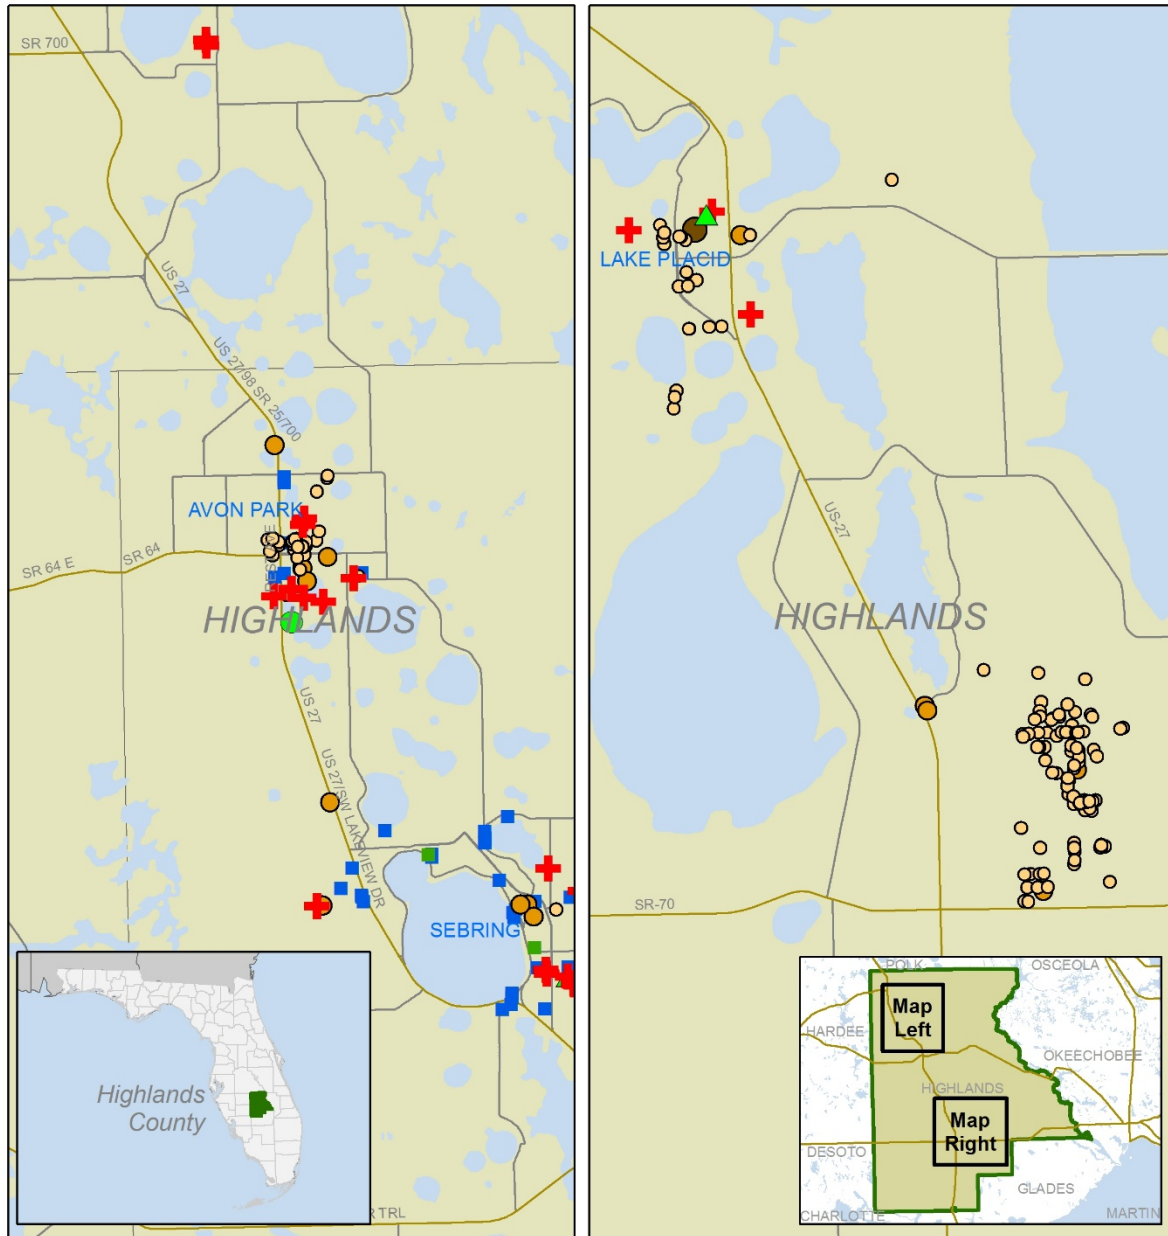 SR 700
US 27
US 27/98 SR 25/700
AVON PARK
SR 64 E
SR 64
HIGHLANDS
US 27
US 27/SW LAKEVIEW DR
SEBRING
Highlands
County
TRL
LAKE PLACID
US-27
HIGHLANDS
SR-70
POLK
OSCEOLA
Map
Left
HARDEE
OKEECHOBEE
HIGHLANDS
Map
Right
DESOTO
GLADES
CHARLOTTE
MARTIN